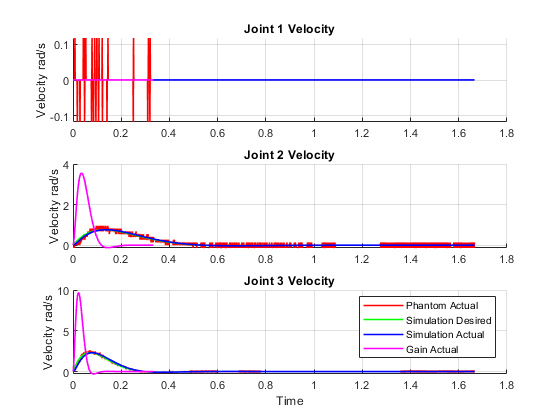 Joint 1 Velocity
0.1
0
-0.1
Velocity rad/s
0 0.2 0.4 0.6 0.8 1 1.2 1.4 1.6 1.8
Joint 2 Velocity
4
2
0
Velocity rad/s
0 0.2 0.4 0.6 0.8 1 1.2 1.4 1.6 1.8
Joint 3 Velocity
10
5
0
Velocity rad/s
Phantom Actual
Simulation Desired
Simulation Actual
Gain Actual
0 0.2 0.4 0.6 0.8 1 1.2 1.4 1.6 1.8
Time